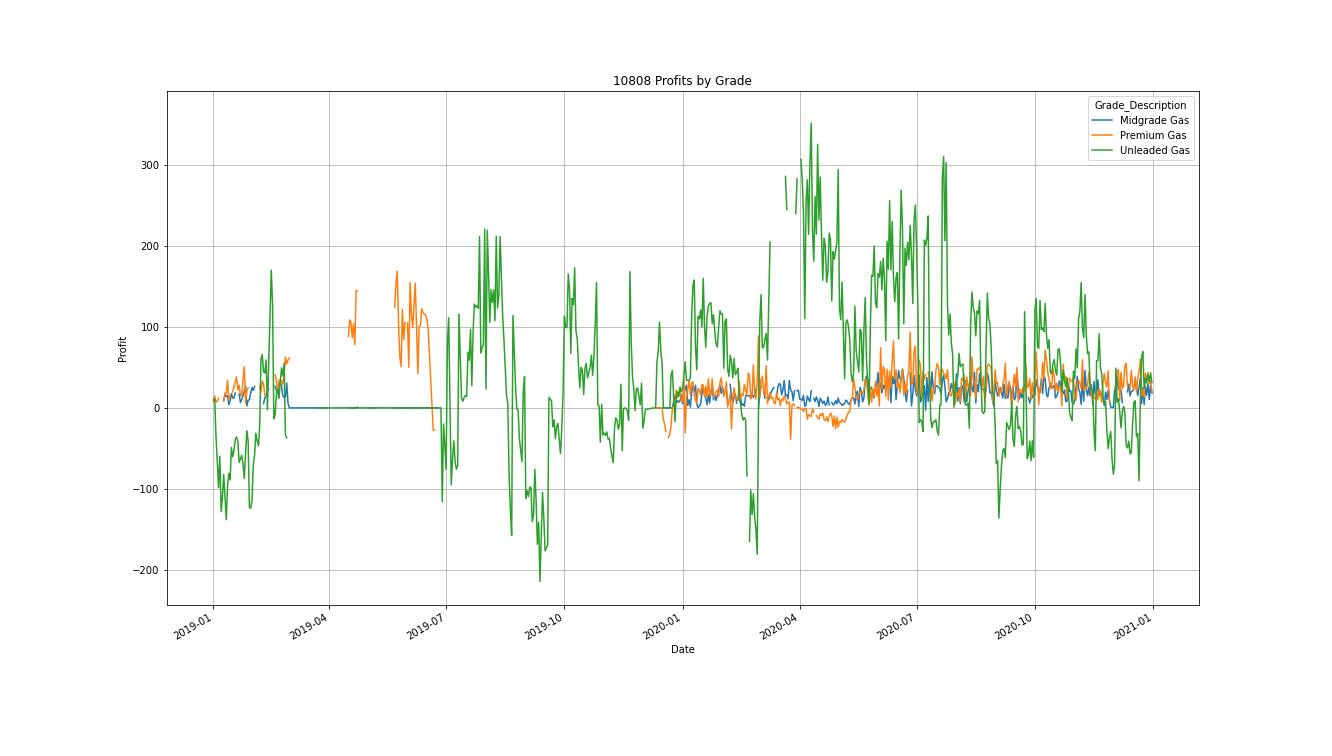 10808 Profits by Grade
Grade_Description
Midgrade Gas
Premium Gas
Unleaded Gas
Profit
300
200
100
0
−100
−200
2019-01
2019-04
2019-07
2019-10
2020-01
2020-04
2020-07
2020-10
2021-01
Date